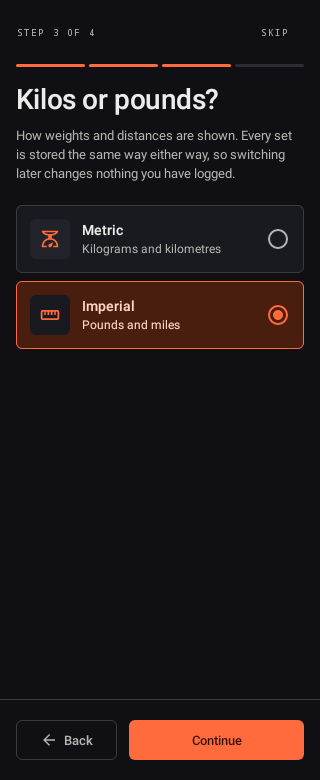 STEP 3 OF 4
SKIP
Kilos or pounds?
How weights and distances are shown. Every set
is stored the same way either way, so switching
later changes nothing you have logged.
Metric
Kilograms and kilometres
Imperial
Pounds and miles
Back
Continue